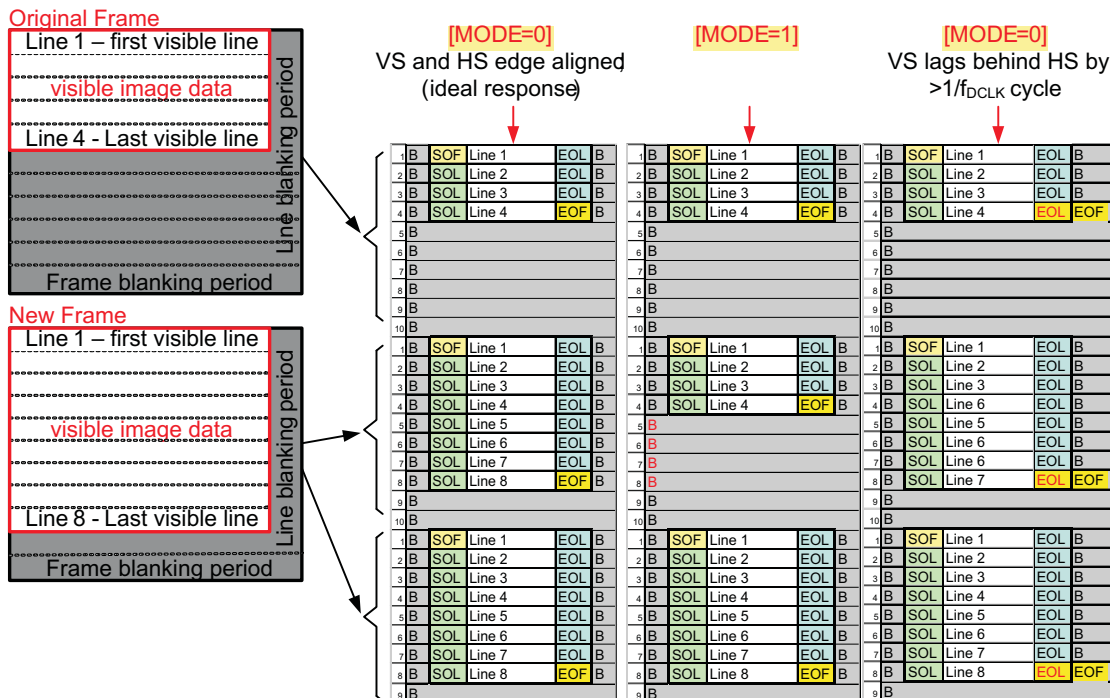 Original Frame
Line 1 – first visible line
visible image data
Line 4 - Last visible line
Line blanking period
Frame blanking period
New Frame
Line 1 – first visible line
visible image data
Line 8 - Last visible line
Line blanking period
Frame blanking period
[MODE=0]
VS and HS edge aligned
(ideal response)
1 B SOF Line 1 EOL B
2 B SOL Line 2 EOL B
3 B SOL Line 3 EOL B
4 B SOL Line 4 EOF B
5 B
6 B
7 B
8 B
9 B
10 B
1 B SOF Line 1 EOL B
2 B SOL Line 2 EOL B
3 B SOL Line 3 EOL B
4 B SOL Line 4 EOL B
5 B SOL Line 5 EOL B
6 B SOL Line 6 EOL B
7 B SOL Line 7 EOL B
8 B SOL Line 8 EOF B
9 B
10 B
1 B SOF Line 1 EOL B
2 B SOL Line 2 EOL B
3 B SOL Line 3 EOL B
4 B SOL Line 4 EOL B
5 B SOL Line 5 EOL B
6 B SOL Line 6 EOL B
7 B SOL Line 7 EOL B
8 B SOL Line 8 EOF B
9 B
[MODE=1]
1 B SOF Line 1 EOL B
2 B SOL Line 2 EOL B
3 B SOL Line 3 EOL B
4 B SOL Line 4 EOF B
5 B
6 B
7 B
8 B
9 B
10 B
1 B SOF Line 1 EOL B
2 B SOL Line 2 EOL B
3 B SOL Line 3 EOL B
4 B SOL Line 4 EOF B
5 B
6 B
7 B
8 B
9 B
10 B
1 B SOF Line 1 EOL B
2 B SOL Line 2 EOL B
3 B SOL Line 3 EOL B
4 B SOL Line 4 EOL B
5 B SOL Line 5 EOL B
6 B SOL Line 6 EOL B
7 B SOL Line 7 EOL B
8 B SOL Line 8 EOF B
9 B
[MODE=0]
VS lags behind HS by
>1/fDCLK cycle
1 B SOF Line 1 EOL B
2 B SOL Line 2 EOL B
3 B SOL Line 3 EOL B
4 B SOL Line 4 EOL EOF
5 B
6 B
7 B
8 B
9 B
10 B
1 B SOF Line 1 EOL B
2 B SOL Line 2 EOL B
3 B SOL Line 3 EOL B
4 B SOL Line 6 EOL B
5 B SOL Line 5 EOL B
6 B SOL Line 6 EOL B
7 B SOL Line 6 EOL B
8 B SOL Line 7 EOL EOF
9 B
10 B
1 B SOF Line 1 EOL B
2 B SOL Line 2 EOL B
3 B SOL Line 3 EOL B
4 B SOL Line 4 EOL B
5 B SOL Line 5 EOL B
6 B SOL Line 6 EOL B
7 B SOL Line 7 EOL B
8 B SOL Line 8 EOL EOF
9 B